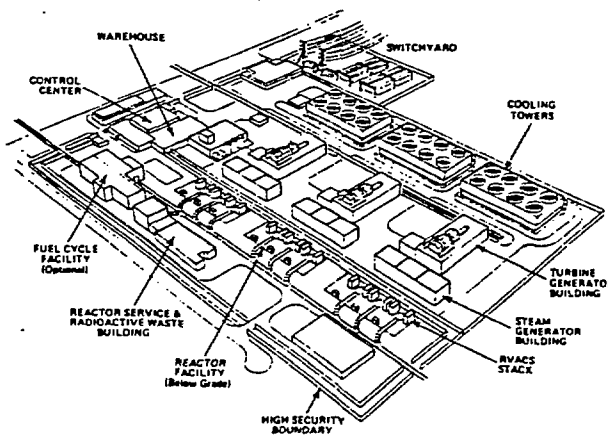 WAREHOUSE
SWITCHYARD
CONTROL
CENTER
COOLING
TOWERS
FUEL CYCLE
FACILITY
(Optional)
TURBINE
GENERATO
BUILDING
REACTOR SERVICE &
RADIOACTIVE WASTE
BUILDING
STEAM
GENERATOR
BUILDING
REACTOR
FACILITY
(Below Grade)
RVACS
STACK
HIGH SECURITY
BOUNDARY